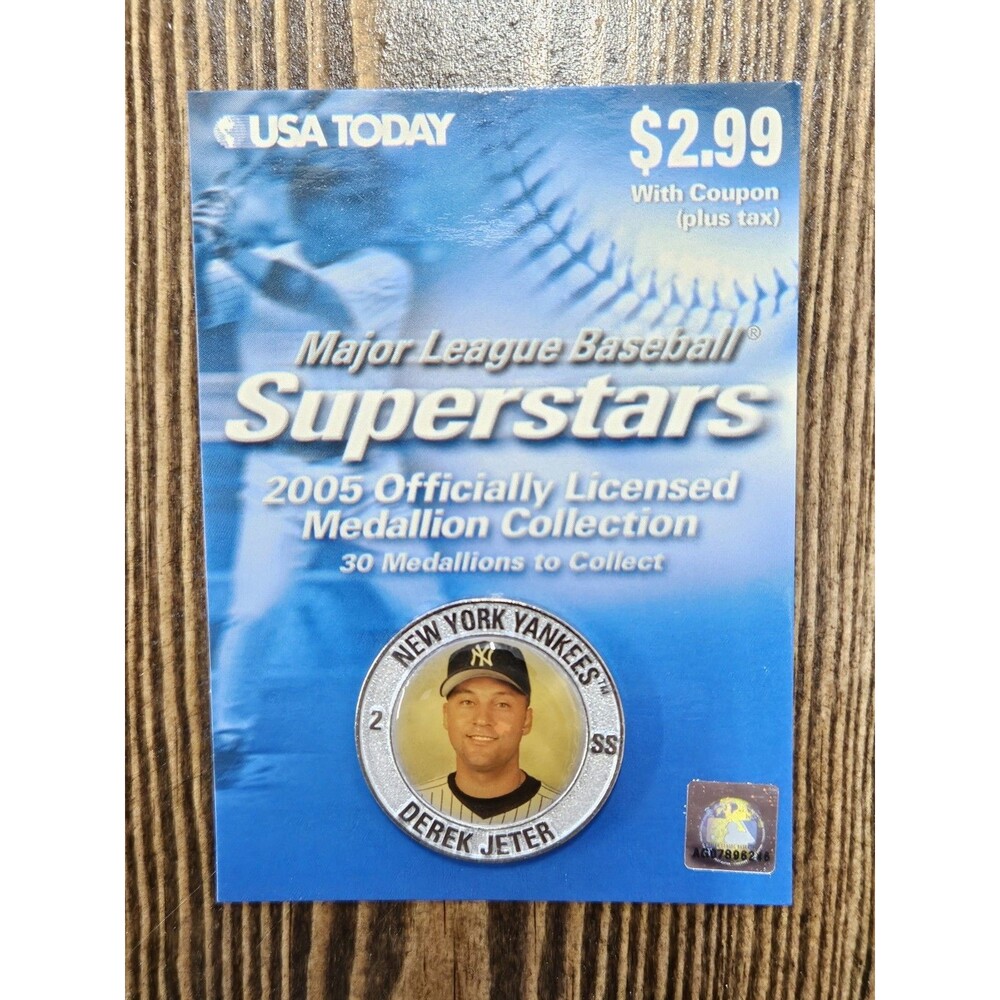 USA TODAY
$2.99
With Coupon
(plus tax)
Major League Baseball®
Superstars
2005 Officially Licensed
Medallion Collection
30 Medallions to Collect
NEW YORK YANKEES™
NY
2
SS
DEREK JETER